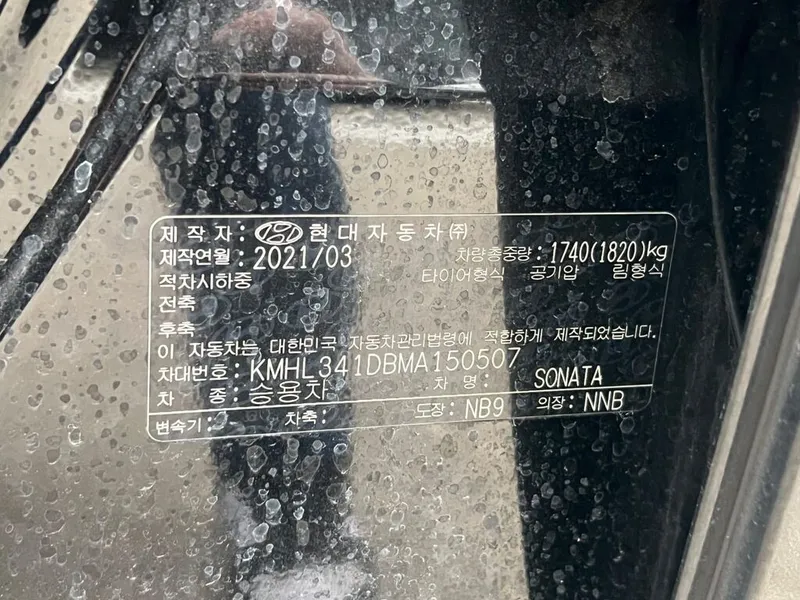 제 작 자 : 현대자동차㈜
제작연월 : 2021/03 차량총중량 : 1740(1820)kg
적차시하중 타이어형식 공기압 림형식
전축
후축
이 자동차는 대한민국 자동차관리법령에 적합하게 제작되었습니다.
차대번호 : KMHL341DBMA150507
차 종 : 승용차 차 명 : SONATA
변속기 : - 차축 : 도장 : NB9 의장 : NNB